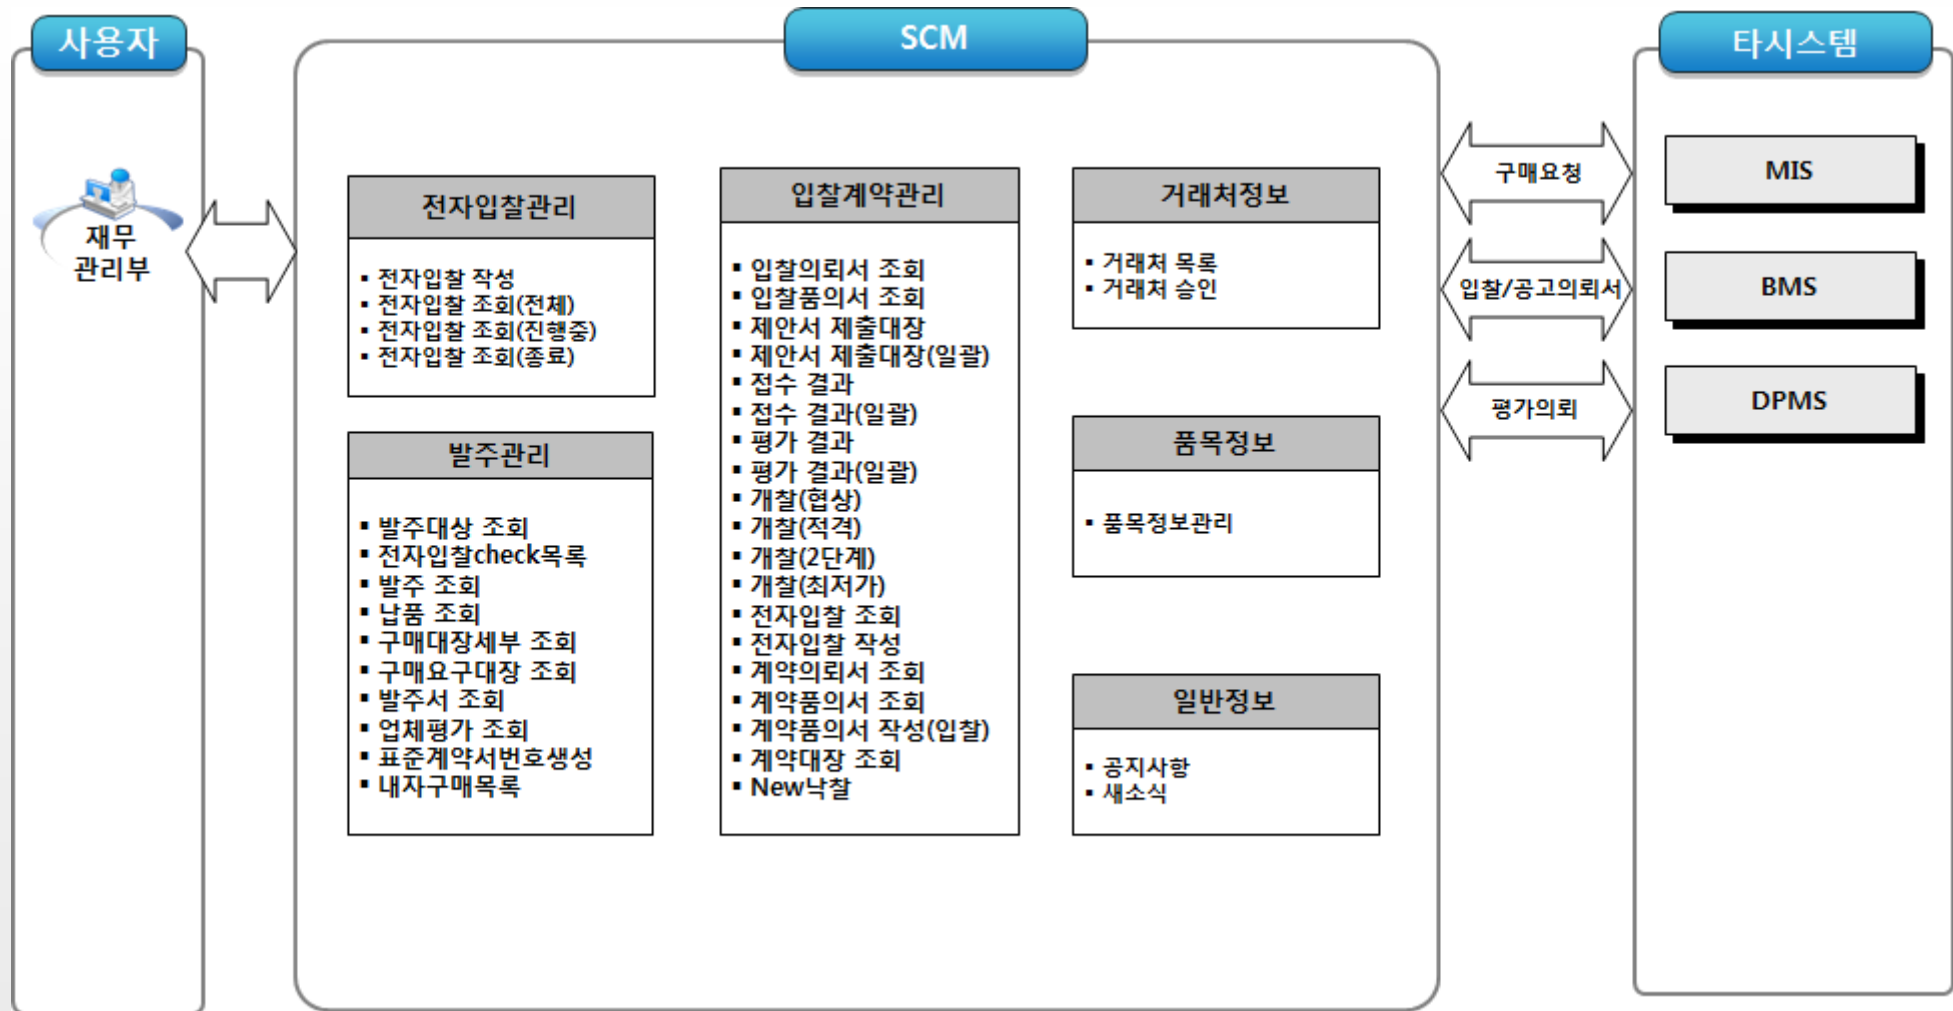 사용자
재무
관리부
SCM
전자입찰관리
▪ 전자입찰 작성
▪ 전자입찰 조회(전체)
▪ 전자입찰 조회(진행중)
▪ 전자입찰 조회(종료)
발주관리
▪ 발주대상 조회
▪ 전자입찰check목록
▪ 발주 조회
▪ 납품 조회
▪ 구매대장세부 조회
▪ 구매요구대장 조회
▪ 발주서 조회
▪ 업체평가 조회
▪ 표준계약서번호생성
▪ 내자구매목록
입찰계약관리
▪ 입찰의뢰서 조회
▪ 입찰품의서 조회
▪ 제안서 제출대장
▪ 제안서 제출대장(일괄)
▪ 접수 결과
▪ 접수 결과(일괄)
▪ 평가 결과
▪ 평가 결과(일괄)
▪ 개찰(협상)
▪ 개찰(적격)
▪ 개찰(2단계)
▪ 개찰(최저가)
▪ 전자입찰 조회
▪ 전자입찰 작성
▪ 계약의뢰서 조회
▪ 계약품의서 조회
▪ 계약품의서 작성(입찰)
▪ 계약대장 조회
▪ New낙찰
거래처정보
▪ 거래처 목록
▪ 거래처 승인
품목정보
▪ 품목정보관리
일반정보
▪ 공지사항
▪ 새소식
구매요청
입찰/공고의뢰서
평가의뢰
타시스템
MIS
BMS
DPMS